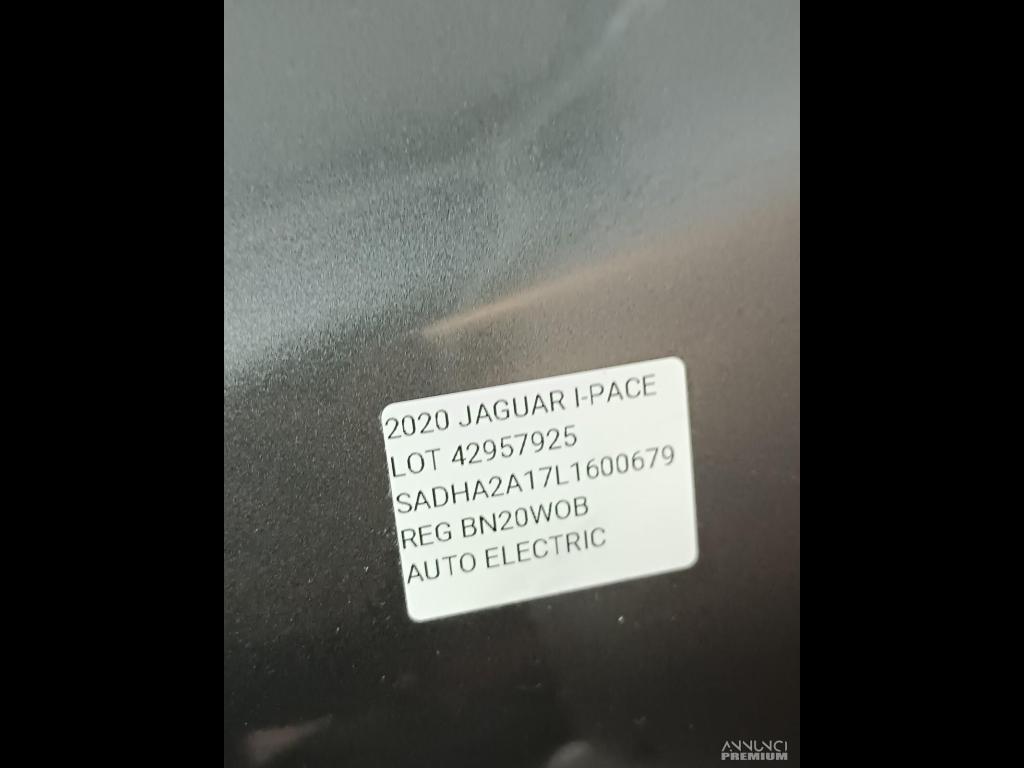 2020 JAGUAR I-PACE
LOT 42957925
SADHA2A17L1600679
REG BN20WOB
AUTO ELECTRIC
ANNUNCI
PREMIUM